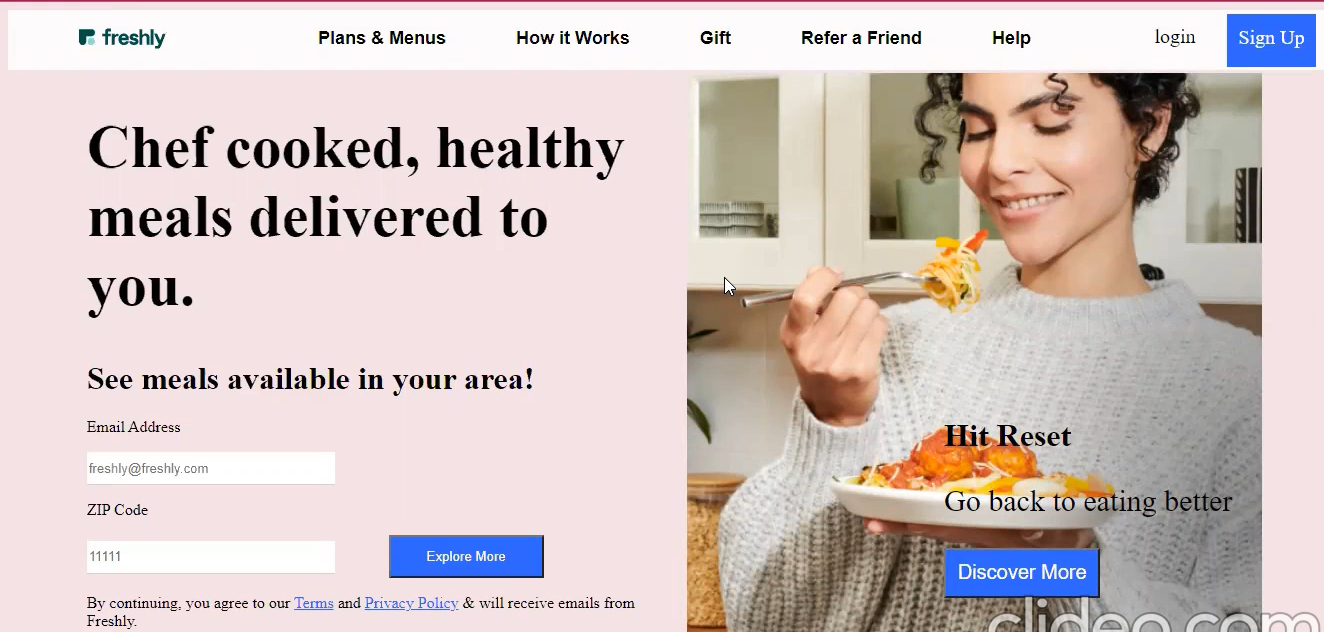 freshly
Plans & Menus
How it Works
Gift
Refer a Friend
Help
login
Sign Up
Chef cooked, healthy
meals delivered to
you.
See meals available in your area!
Email Address
freshly@freshly.com
ZIP Code
11111
Explore More
By continuing, you agree to our Terms and Privacy Policy & will receive emails from
Freshly.
Hit Reset
Go back to eating better
Discover More
clideo.com